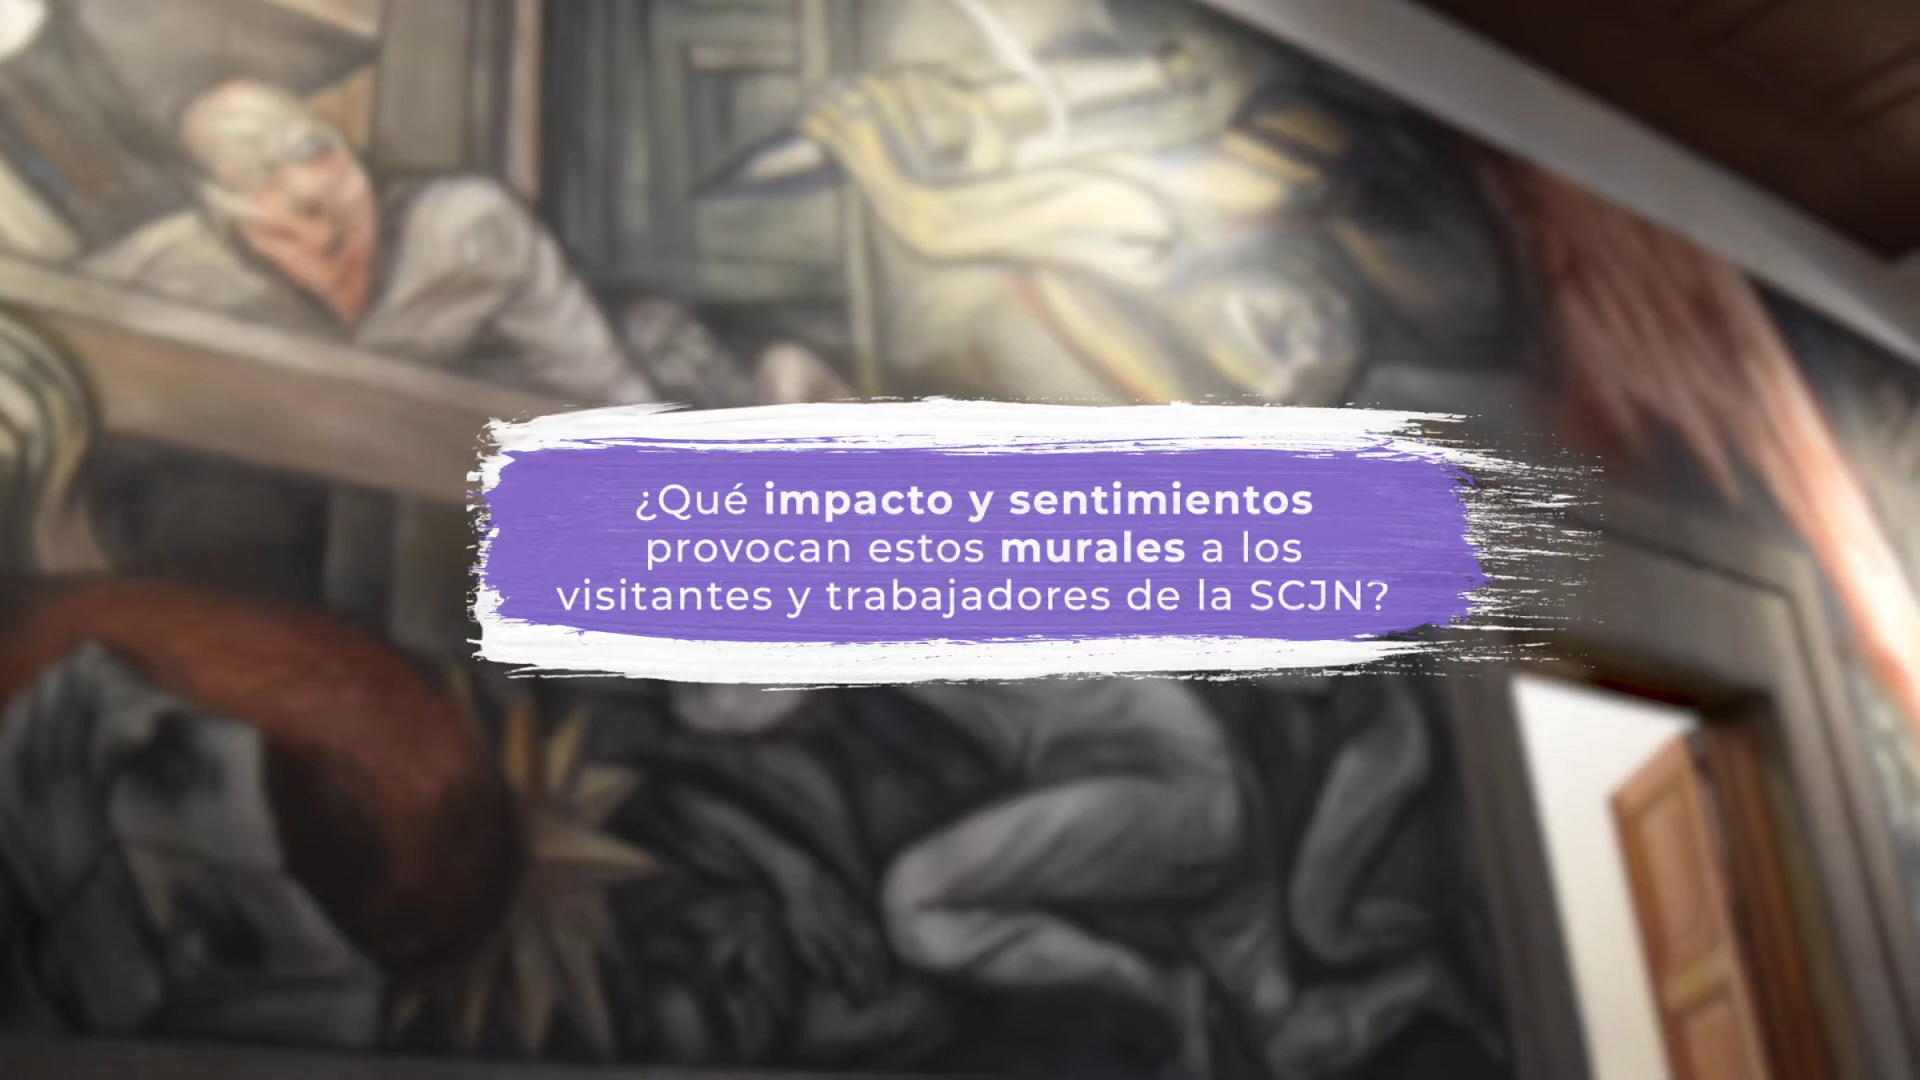 ¿Qué impacto y sentimientos
provocan estos murales a los
visitantes y trabajadores de la SCJN?